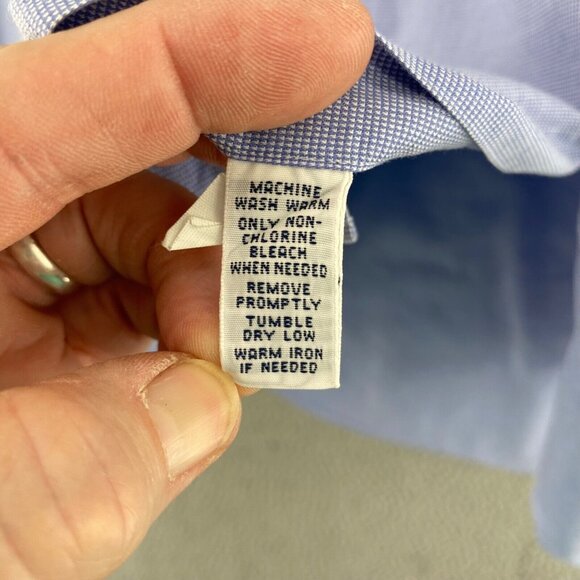 MACHINE
WASH WARM
ONLY NON-
CHLORINE
BLEACH
WHEN NEEDED
REMOVE
PROMPTLY
TUMBLE
DRY LOW
WARM IRON
IF NEEDED